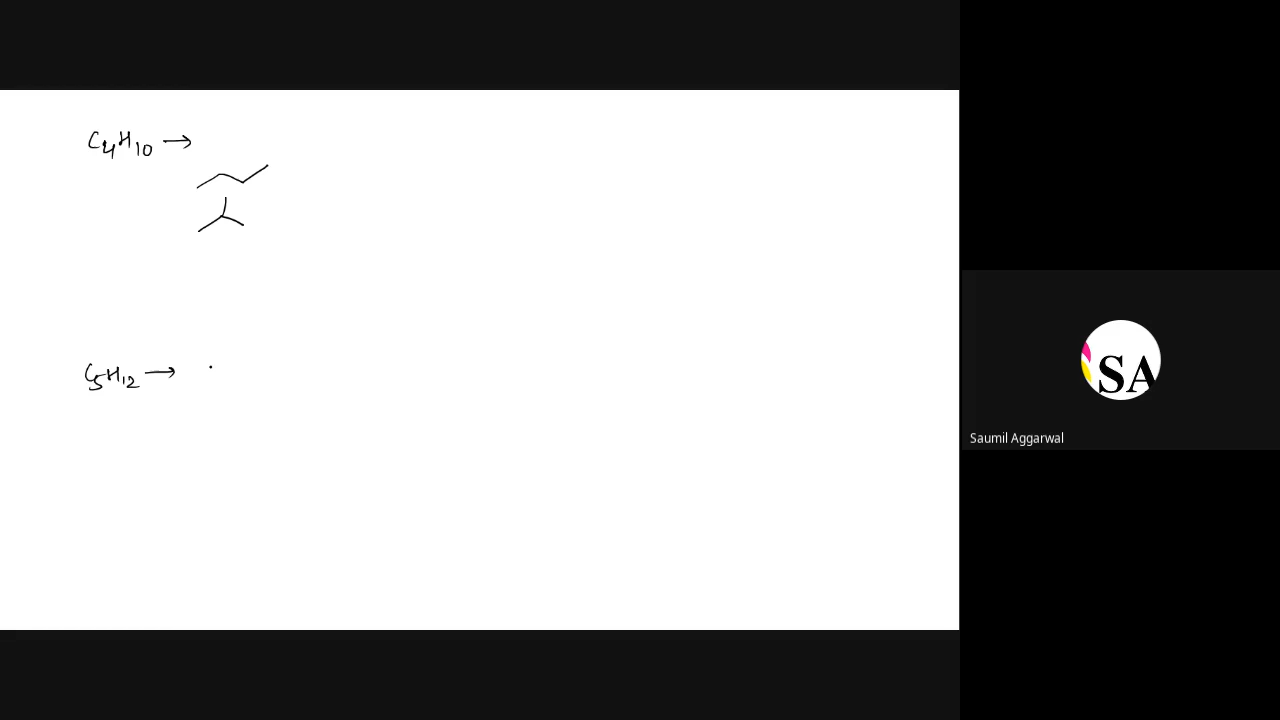 C4H10 →
C5H12 →
SA
Saumil Aggarwal